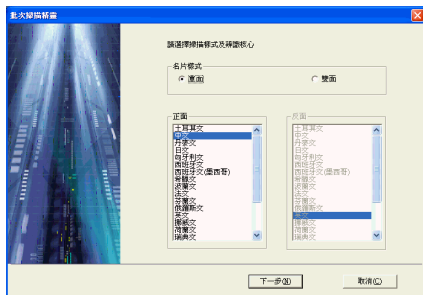 批次掃描精靈
請選擇掃描樣式及辨識核心
名片樣式
單面
雙面
正面
土耳其文
中文
丹麥文
日文
匈牙利文
西班牙文
西班牙文(墨西哥)
希臘文
波蘭文
法文
芬蘭文
俄羅斯文
英文
挪威文
荷蘭文
瑞典文
反面
土耳其文
中文
丹麥文
日文
匈牙利文
西班牙文
西班牙文(墨西哥)
希臘文
波蘭文
法文
芬蘭文
俄羅斯文
英文
挪威文
荷蘭文
瑞典文
下一步(N)
取消(C)